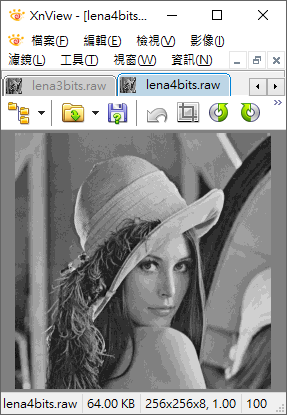 XnView - [lena4bits....
檔案(F) 編輯(E) 檢視(V) 影像(I)
濾鏡(L) 工具(T) 視窗(W) 資訊(N)
lena3bits.raw lena4bits.raw
lena4bits.raw 64.00 KB 256x256x8, 1.00 100